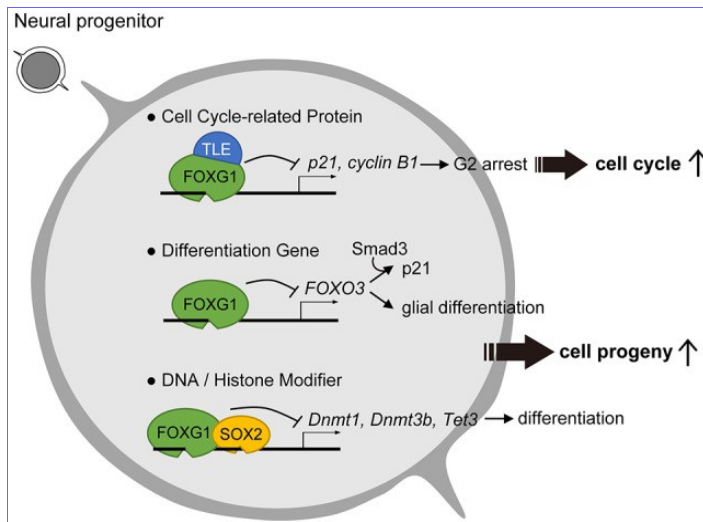 Neural progenitor
● Cell Cycle-related Protein
TLE
FOXG1
p21, cyclin B1 → G2 arrest
cell cycle ↑
● Differentiation Gene
Smad3
FOXG1
FOXO3
p21
glial differentiation
cell progeny ↑
● DNA / Histone Modifier
FOXG1 SOX2
Dnmt1, Dnmt3b, Tet3 → differentiation